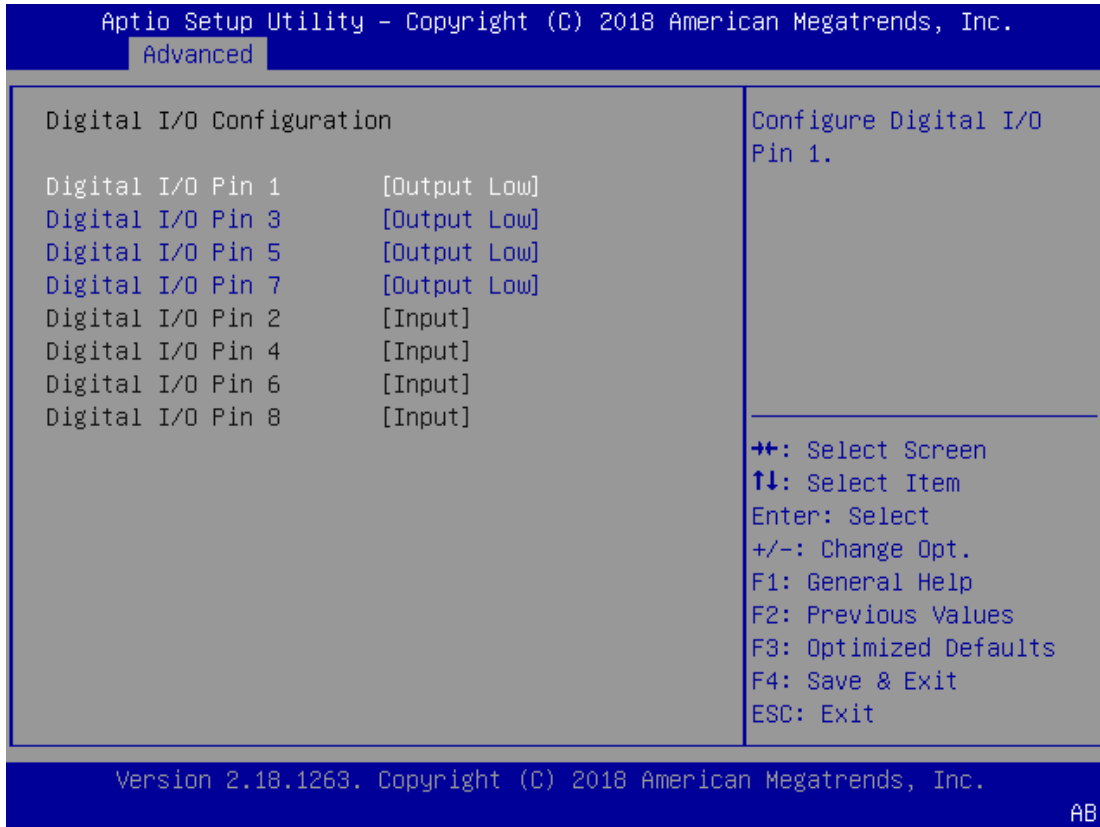 Aptio Setup Utility – Copyright (C) 2018 American Megatrends, Inc.
Advanced
Digital I/O Configuration
Digital I/O Pin 1 [Output Low]
Digital I/O Pin 3 [Output Low]
Digital I/O Pin 5 [Output Low]
Digital I/O Pin 7 [Output Low]
Digital I/O Pin 2 [Input]
Digital I/O Pin 4 [Input]
Digital I/O Pin 6 [Input]
Digital I/O Pin 8 [Input]
Configure Digital I/O
Pin 1.
→←: Select Screen
↑↓: Select Item
Enter: Select
+/-: Change Opt.
F1: General Help
F2: Previous Values
F3: Optimized Defaults
F4: Save & Exit
ESC: Exit
Version 2.18.1263. Copyright (C) 2018 American Megatrends, Inc.
AB